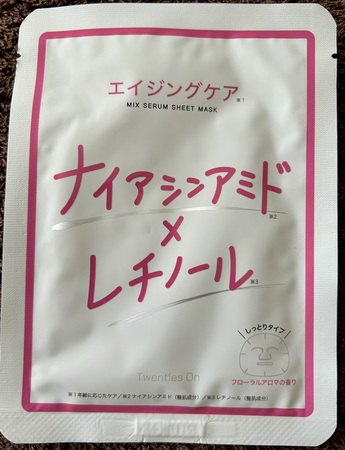 エイジングケア※1
MIX SERUM SHEET MASK
ナイアシンアミド※2
×
レチノール※3
しっとりタイプ
フローラルアロマの香り
Twenties On
※1 年齢に応じたケア/※2 ナイアシンアミド(整肌成分)/※3 レチノール(整肌成分)